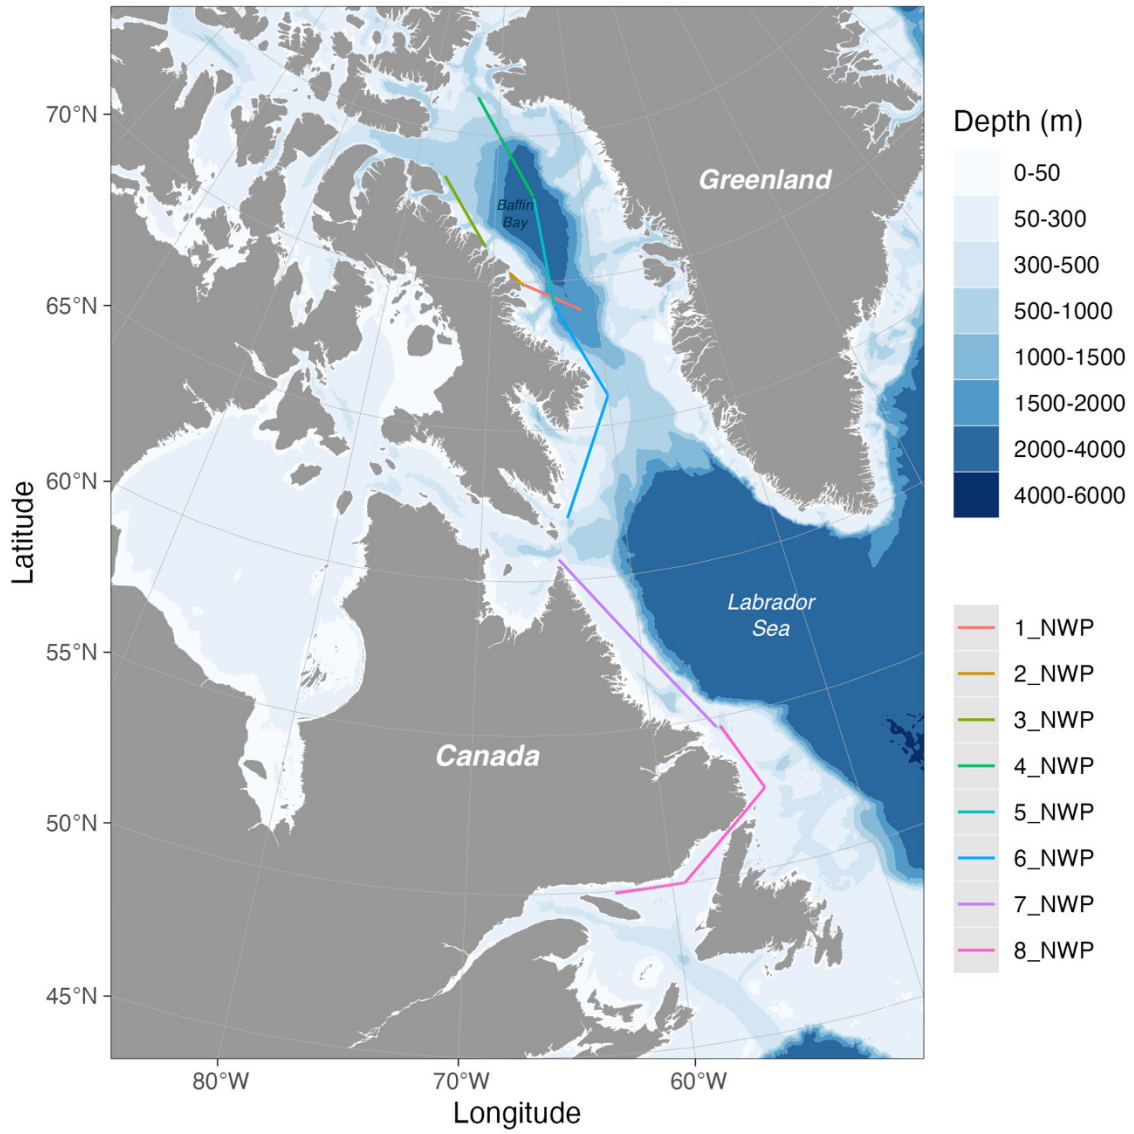 70°N
65°N
60°N
55°N
50°N
45°N
Latitude
80°W
70°W
60°W
Longitude
Greenland
Baffin
Bay
Labrador
Sea
Canada
Depth (m)
0-50
50-300
300-500
500-1000
1000-1500
1500-2000
2000-4000
4000-6000
1_NWP
2_NWP
3_NWP
4_NWP
5_NWP
6_NWP
7_NWP
8_NWP